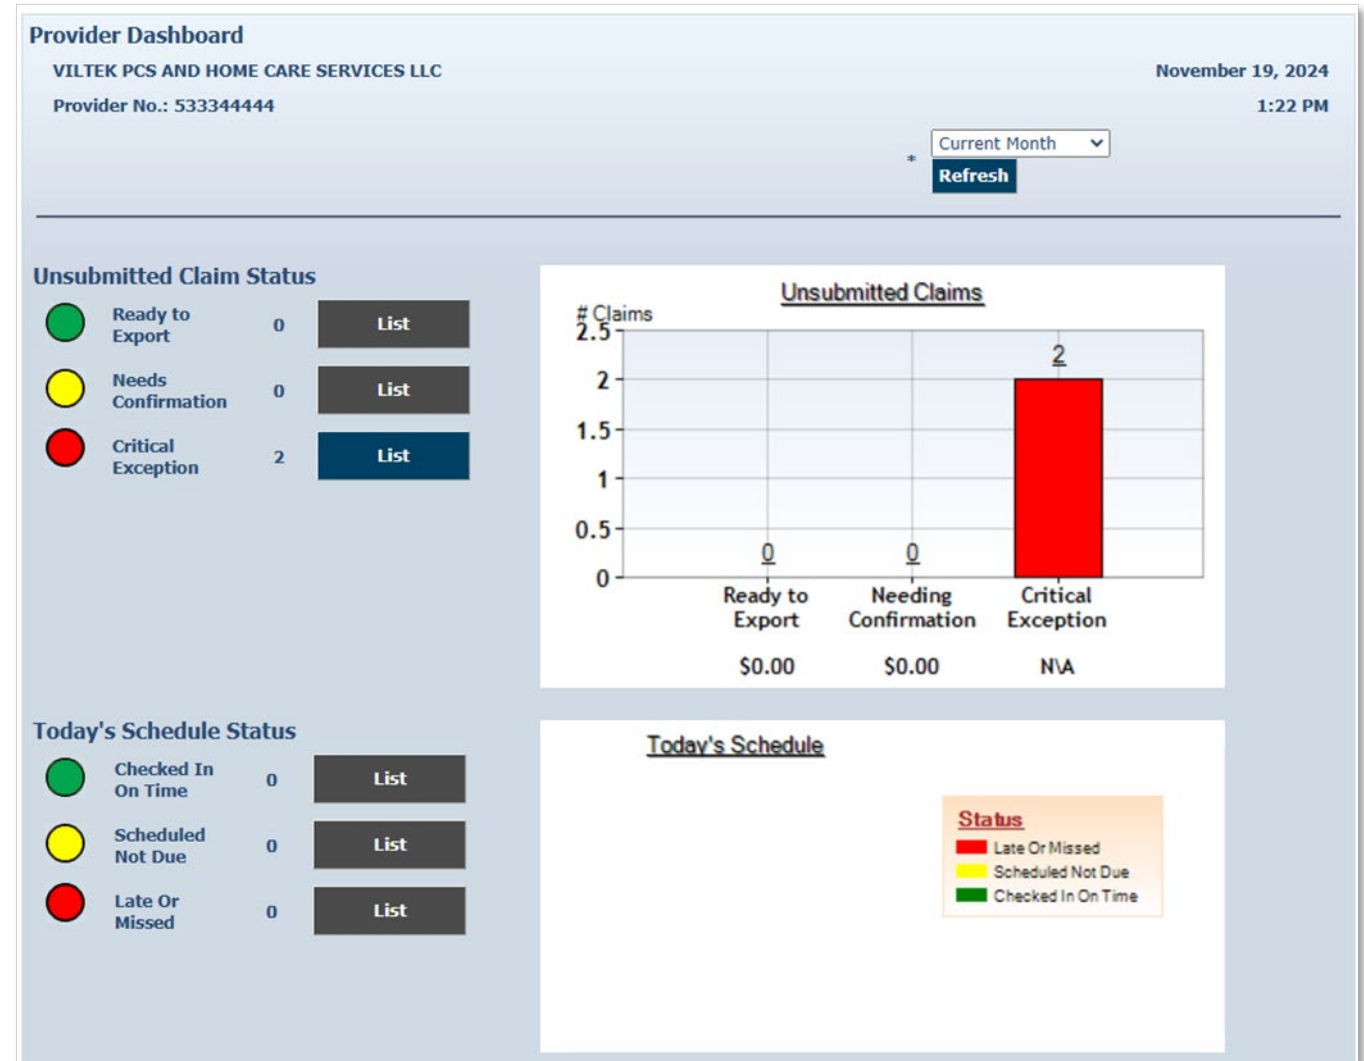 Provider Dashboard
VILTEK PCS AND HOME CARE SERVICES LLC
November 19, 2024
Provider No.: 533344444
1:22 PM
* Current Month
Refresh
Unsubmitted Claim Status
Ready to
Export
0
List
Needs
Confirmation
0
List
Critical
Exception
2
List
Unsubmitted Claims
# Claims
2.5
2
1.5
1
0.5
0
0
0
2
Ready to
Export
Needing
Confirmation
Critical
Exception
$0.00
$0.00
N\A
Today's Schedule Status
Checked In
On Time
0
List
Scheduled
Not Due
0
List
Late Or
Missed
0
List
Today's Schedule
Status
Late Or Missed
Scheduled Not Due
Checked In On Time